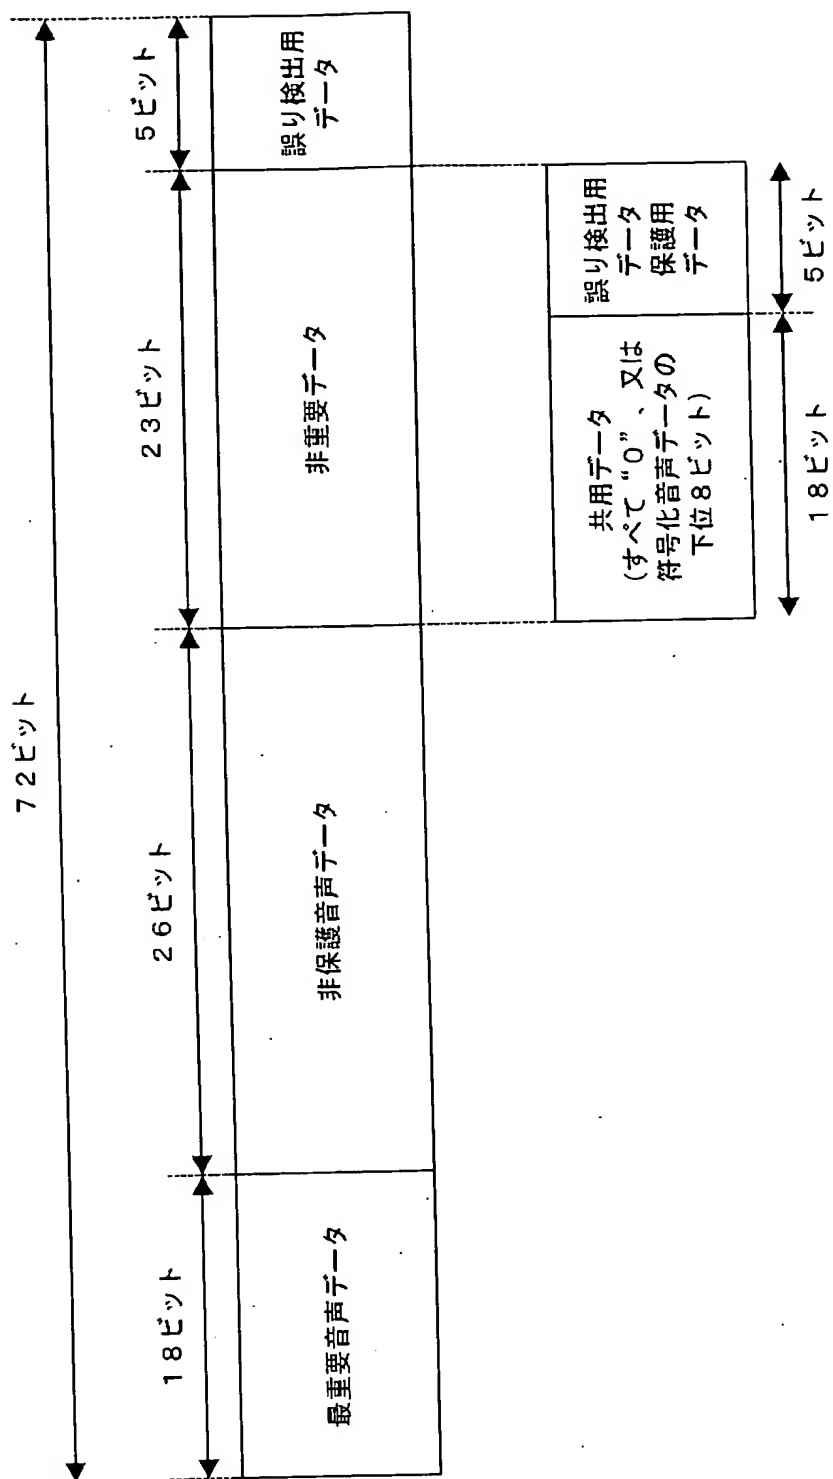 72ビット
18ビット
26ビット
23ビット
5ビット
最重要音声データ
非保護音声データ
非重要データ
誤り検出用
データ
共用データ
(すべて“0”、又は
符号化音声データの
下位8ビット)
誤り検出用
データ
保護用
データ
18ビット
5ビット